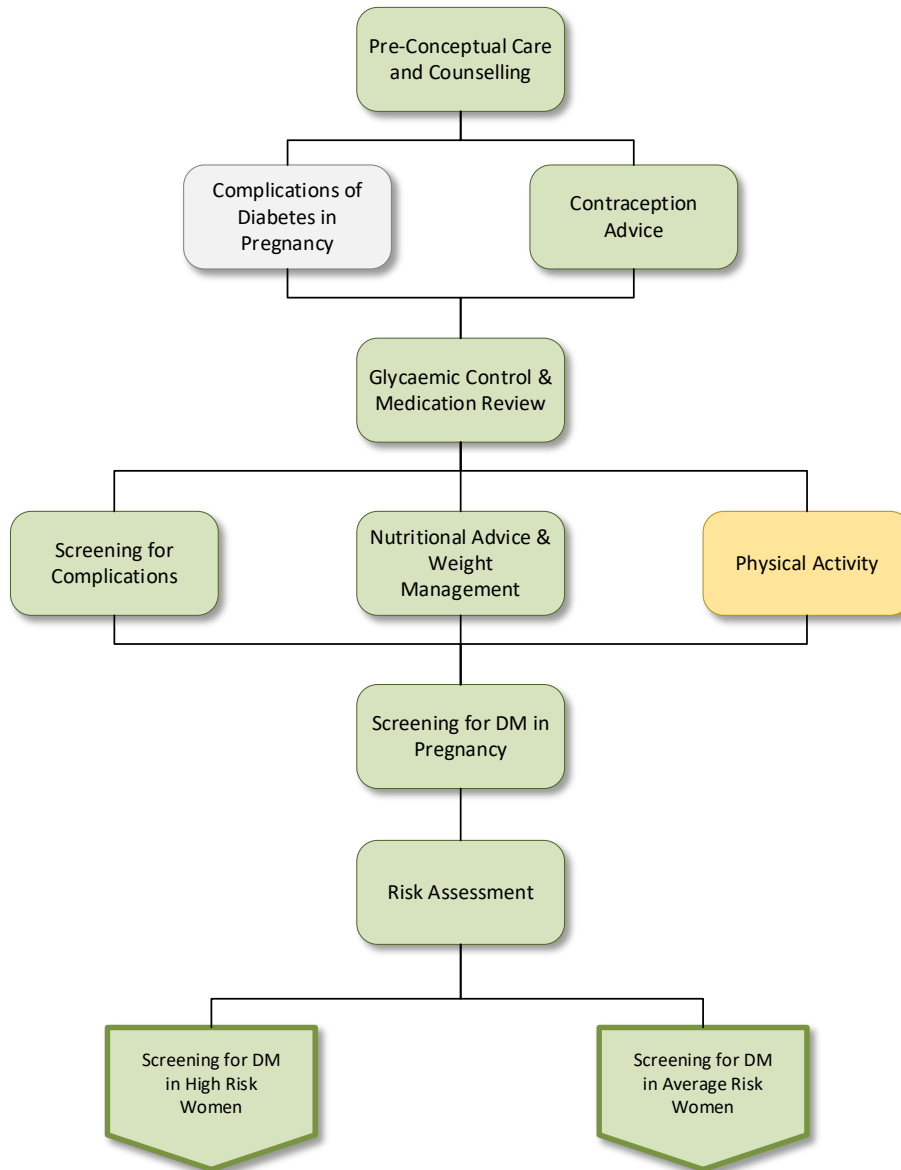 Pre-Conceptual Care
and Counselling
Complications of
Diabetes in
Pregnancy
Contraception
Advice
Glycaemic Control &
Medication Review
Screening for
Complications
Nutritional Advice &
Weight
Management
Physical Activity
Screening for DM in
Pregnancy
Risk Assessment
Screening for DM
in High Risk
Women
Screening for DM
in Average Risk
Women